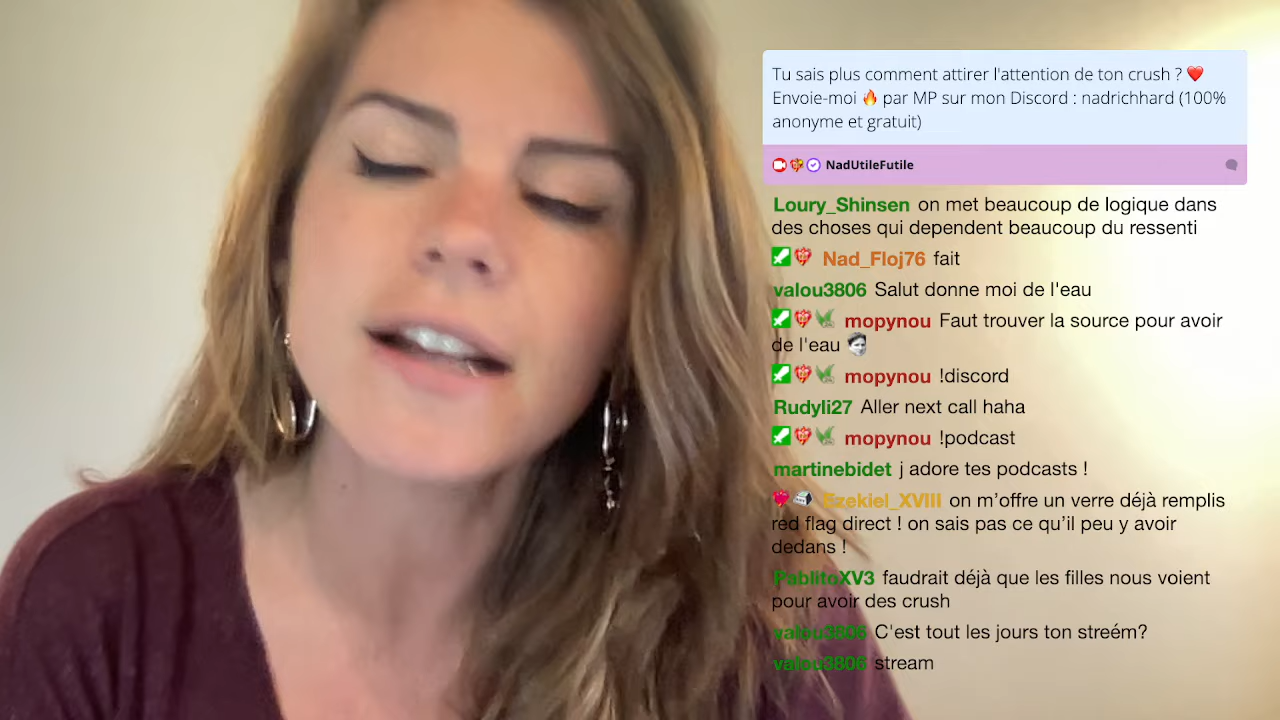 Tu sais plus comment attirer l'attention de ton crush ? ❤️
Envoie-moi 🔥 par MP sur mon Discord : nadrichhard (100%
anonyme et gratuit)
NadUtileFutile
Loury_Shinsen on met beaucoup de logique dans
des choses qui dependent beaucoup du ressenti
Nad_Floj76 fait
valou3806 Salut donne moi de l'eau
mopynou Faut trouver la source pour avoir
de l'eau
mopynou !discord
Rudyli27 Aller next call haha
mopynou !podcast
martinebidet j adore tes podcasts !
Ezekiel_XVIII on m’offre un verre déjà remplis
red flag direct ! on sais pas ce qu’il peu y avoir
dedans !
PablitoXV3 faudrait déjà que les filles nous voient
pour avoir des crush
valou3806 C'est tout les jours ton streém?
valou3806 stream